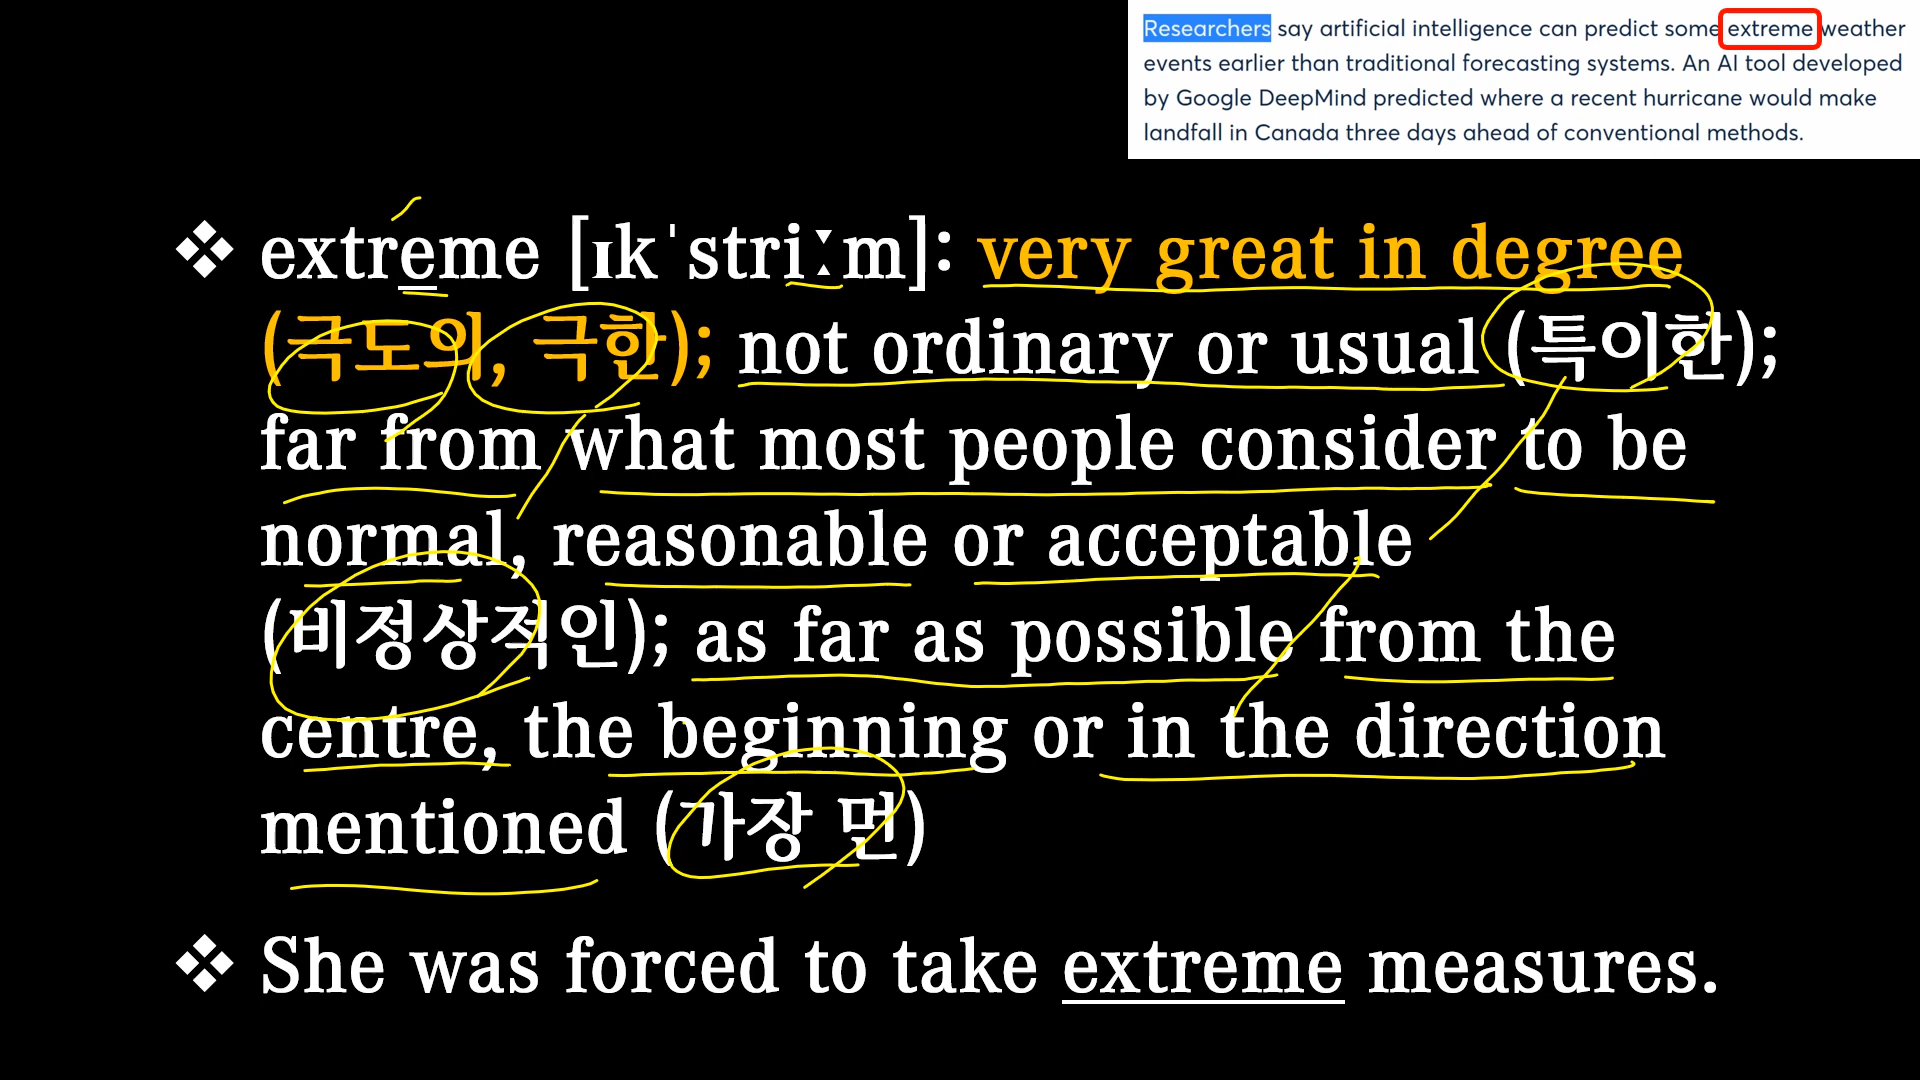 Researchers say artificial intelligence can predict some extreme weather
events earlier than traditional forecasting systems. An AI tool developed
by Google DeepMind predicted where a recent hurricane would make
landfall in Canada three days ahead of conventional methods.
❖ extreme [ɪkˈstriːm]: very great in degree
(극도의, 극한); not ordinary or usual (특이한);
far from what most people consider to be
normal, reasonable or acceptable
(비정상적인); as far as possible from the
centre, the beginning or in the direction
mentioned (가장 먼)
❖ She was forced to take extreme measures.